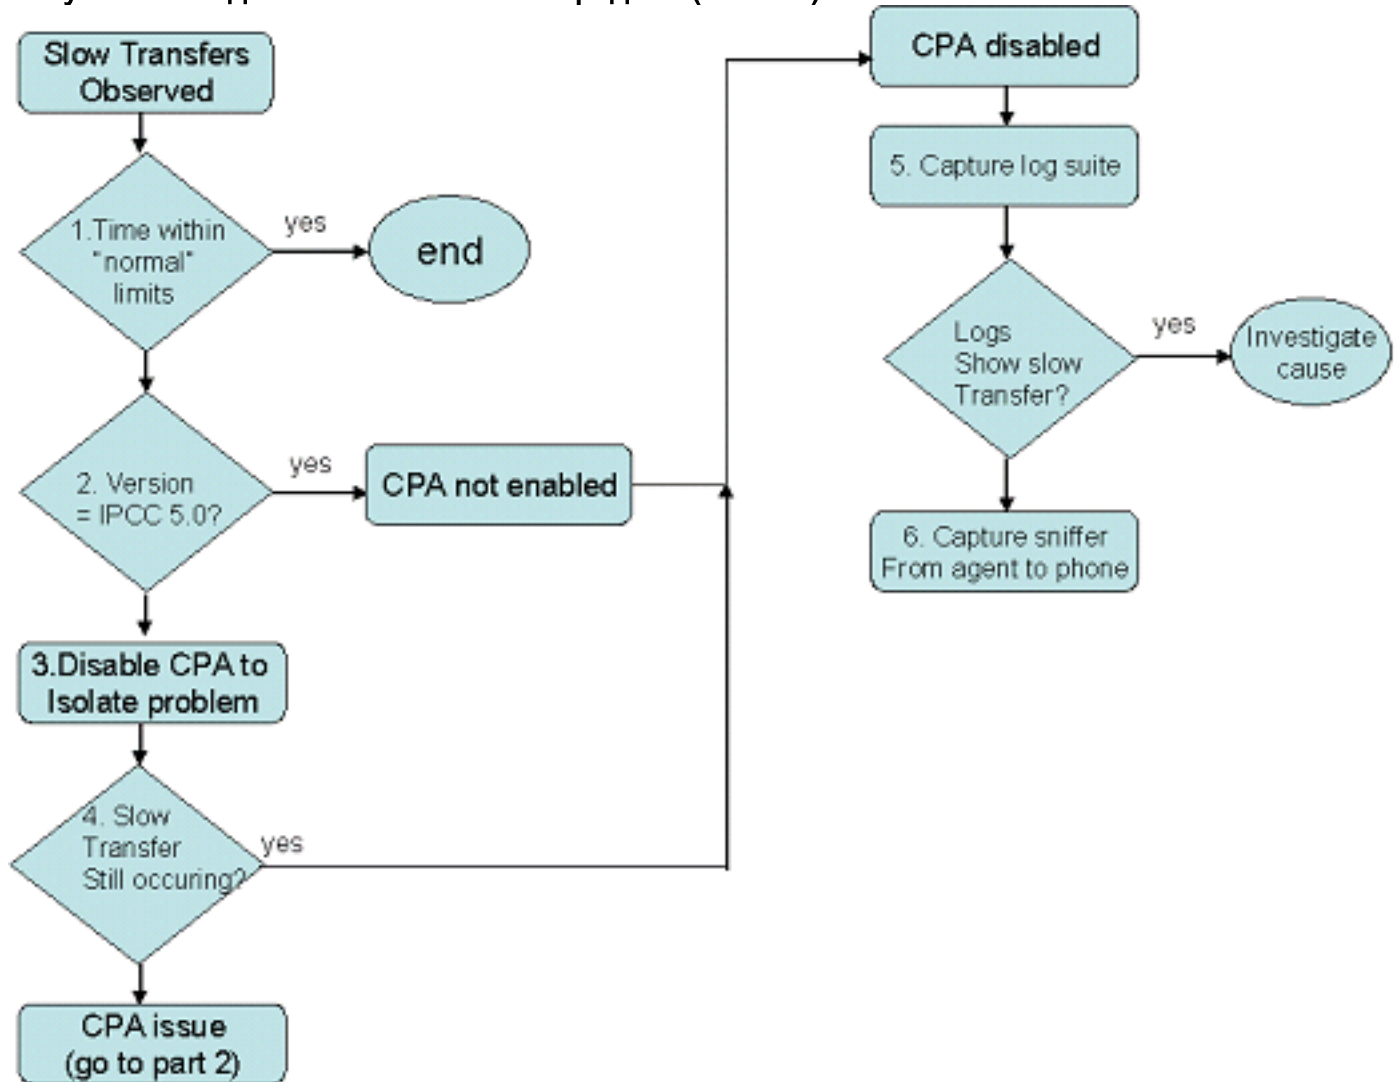 Slow Transfers
Observed
1.Time within
"normal"
limits
yes
end
2. Version
= IPCC 5.0?
yes
CPA not enabled
3.Disable CPA to
Isolate problem
4. Slow
Transfer
Still occuring?
yes
CPA issue
(go to part 2)
CPA disabled
5. Capture log suite
Logs
Show slow
Transfer?
yes
Investigate
cause
6. Capture sniffer
From agent to phone